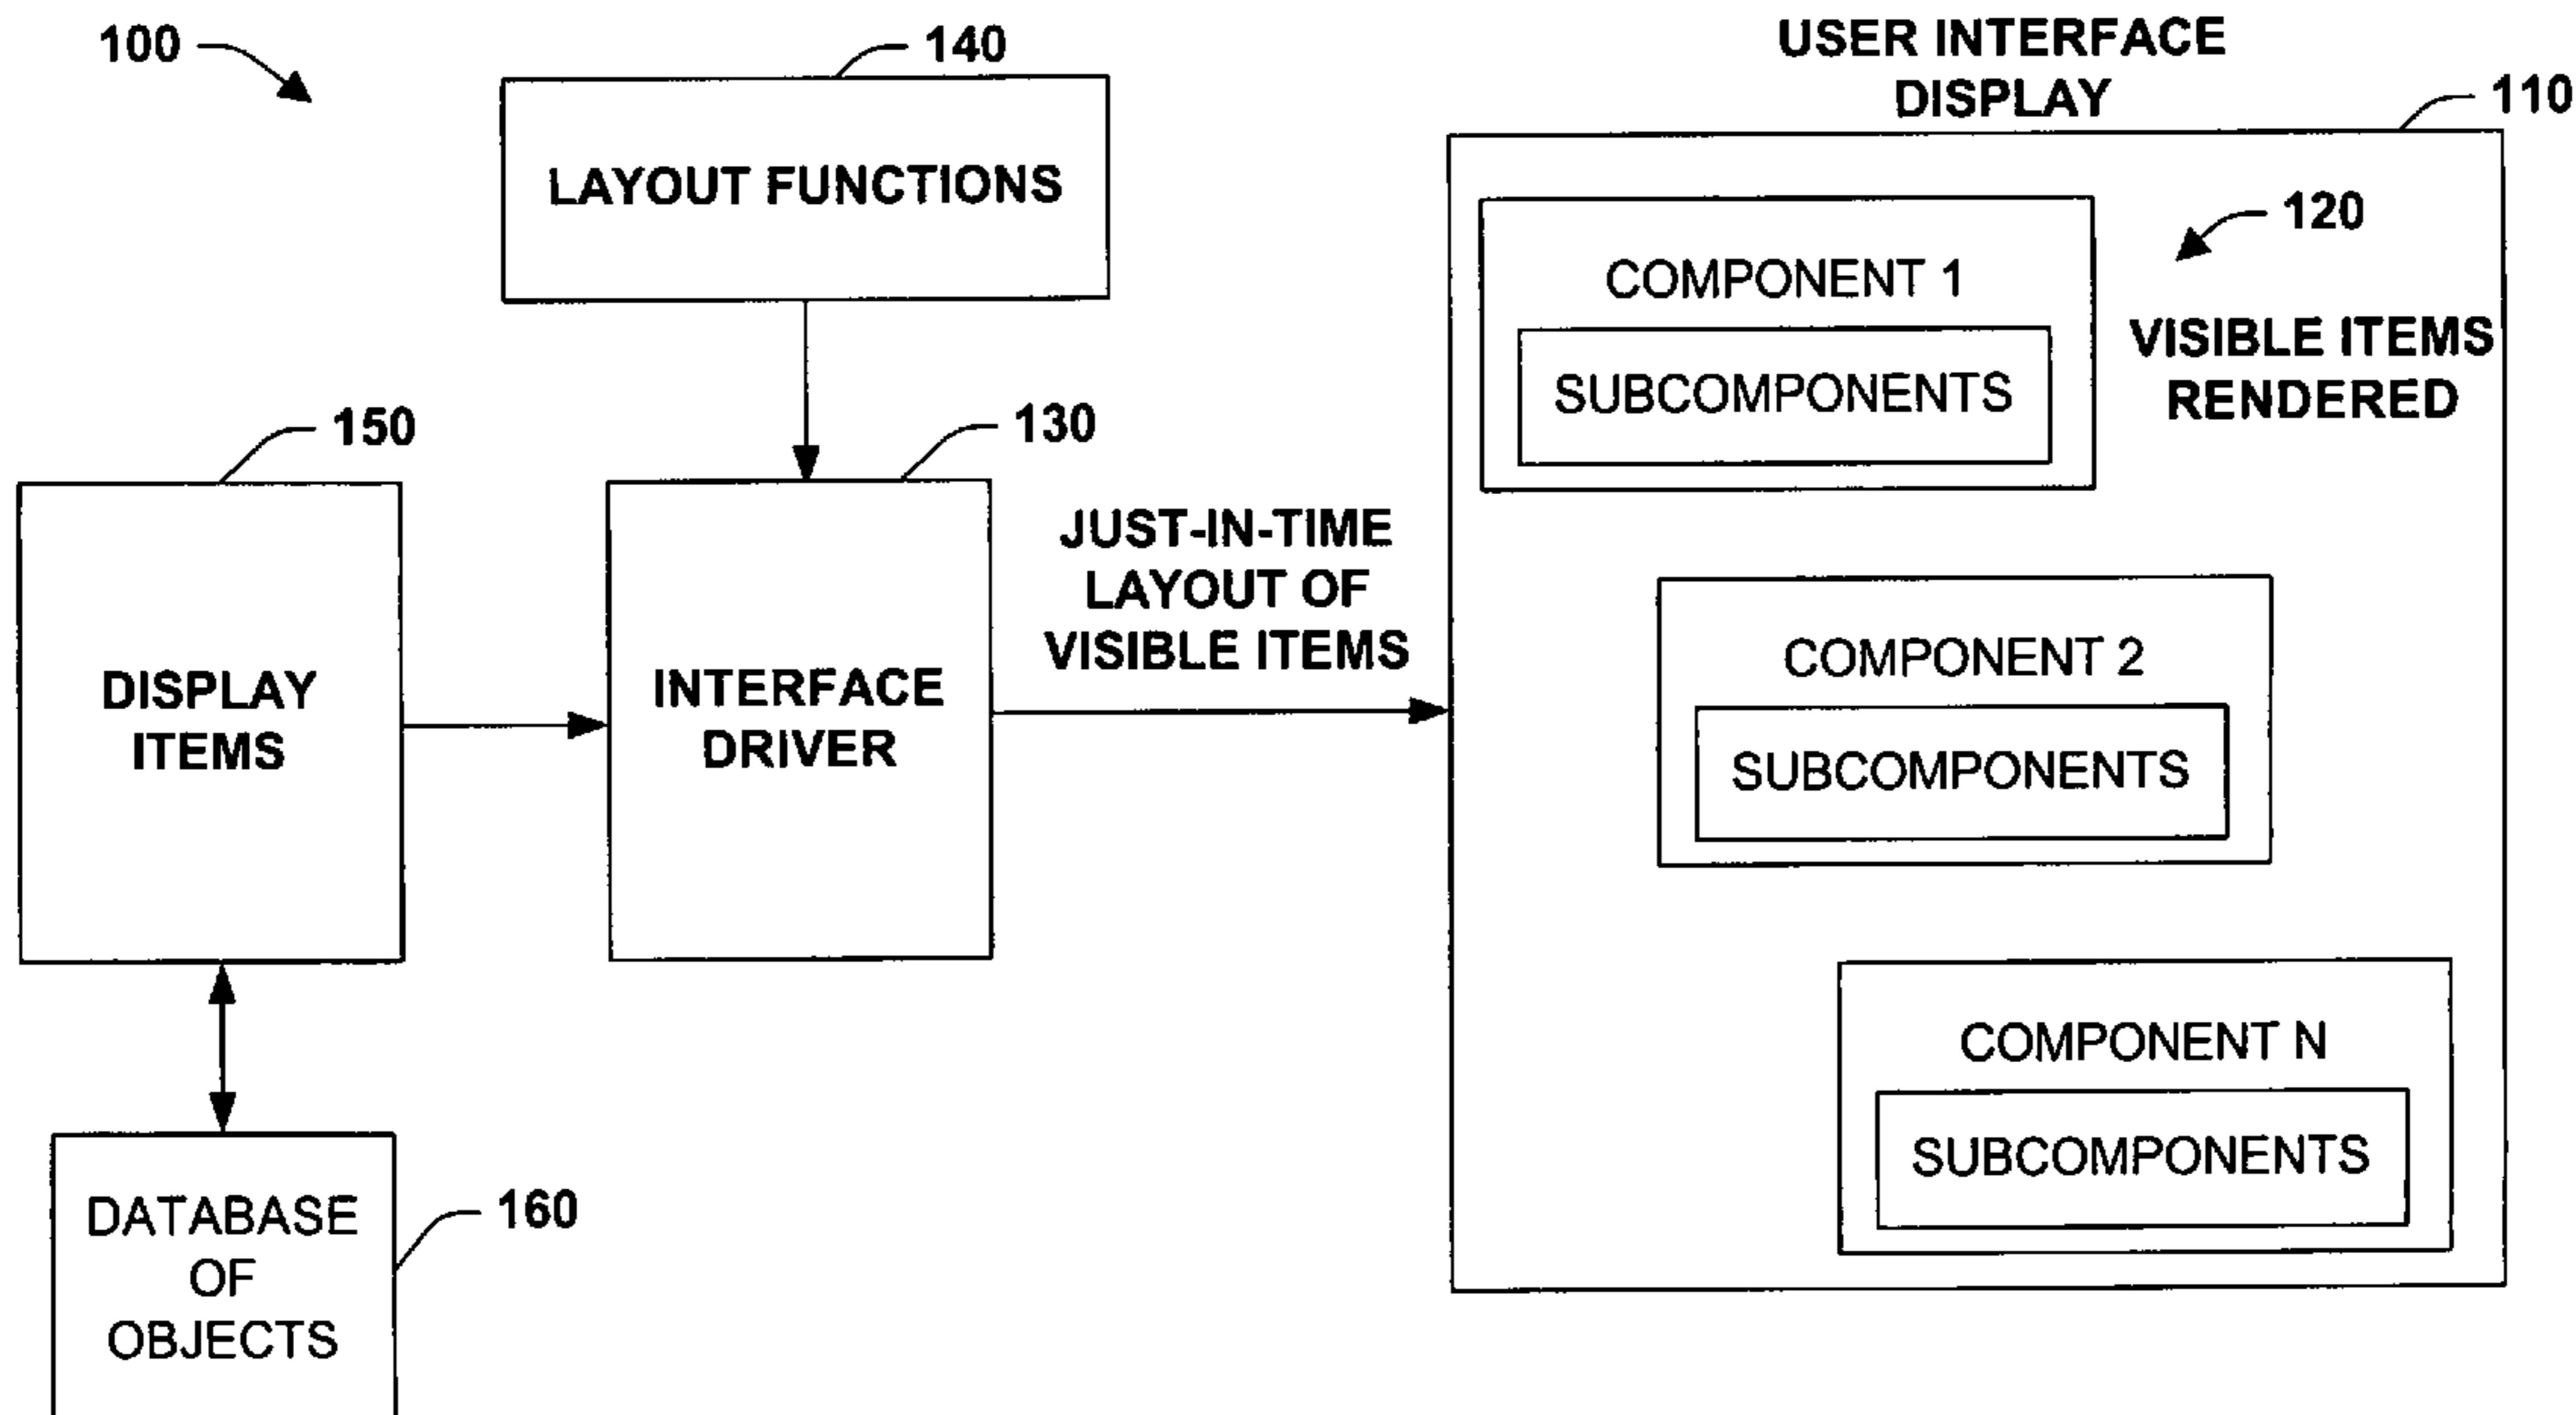 100
140
LAYOUT FUNCTIONS
USER INTERFACE
DISPLAY
110
120
COMPONENT 1
SUBCOMPONENTS
VISIBLE ITEMS
RENDERED
150
130
DISPLAY
ITEMS
INTERFACE
DRIVER
JUST-IN-TIME
LAYOUT OF
VISIBLE ITEMS
COMPONENT 2
SUBCOMPONENTS
COMPONENT N
SUBCOMPONENTS
DATABASE
OF
OBJECTS
160